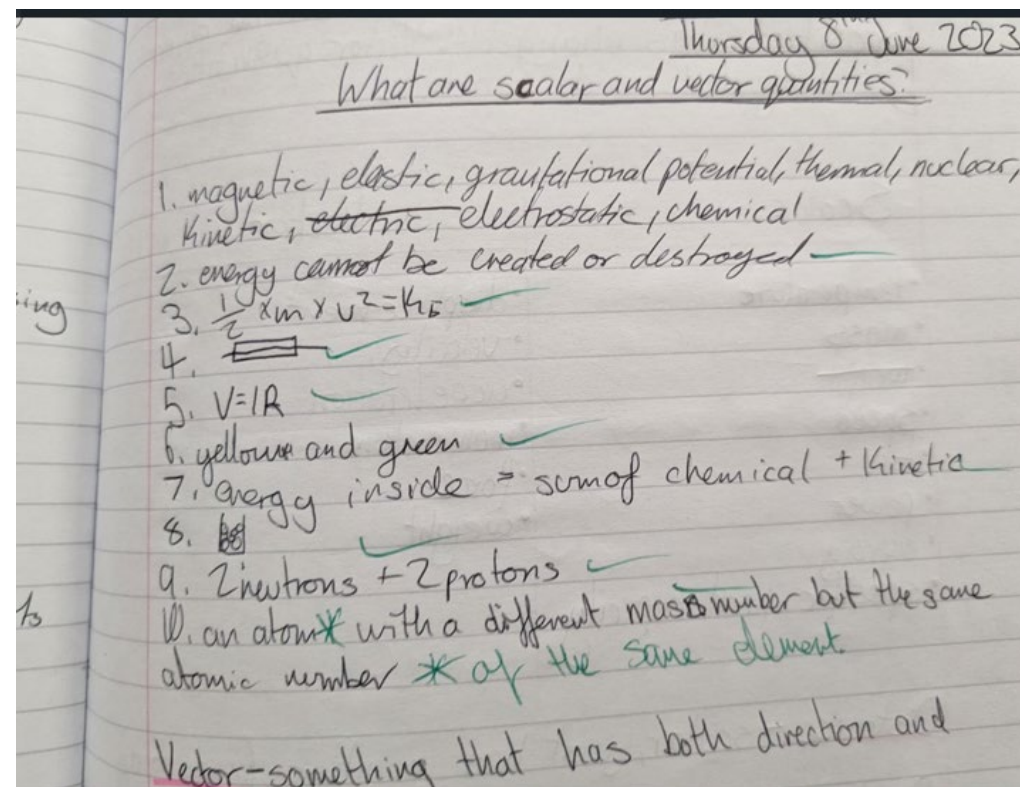 Thursday 8th June 2023
What are scalar and vector quantities?
1. magnetic, elastic, gravitational potential, thermal, nuclear,
kinetic, electric, electrostatic, chemical
2. energy cannot be created or destroyed
ing
3. 1/2 x m x v² = KE
4.
5. V=IR
6. yellow and green
7. energy inside = sum of chemical + kinetic
8.
9. 2 neutrons + 2 protons
ts
10. an atom* with a different mass number but the same
atomic number * of the same element.
Vector - something that has both direction and